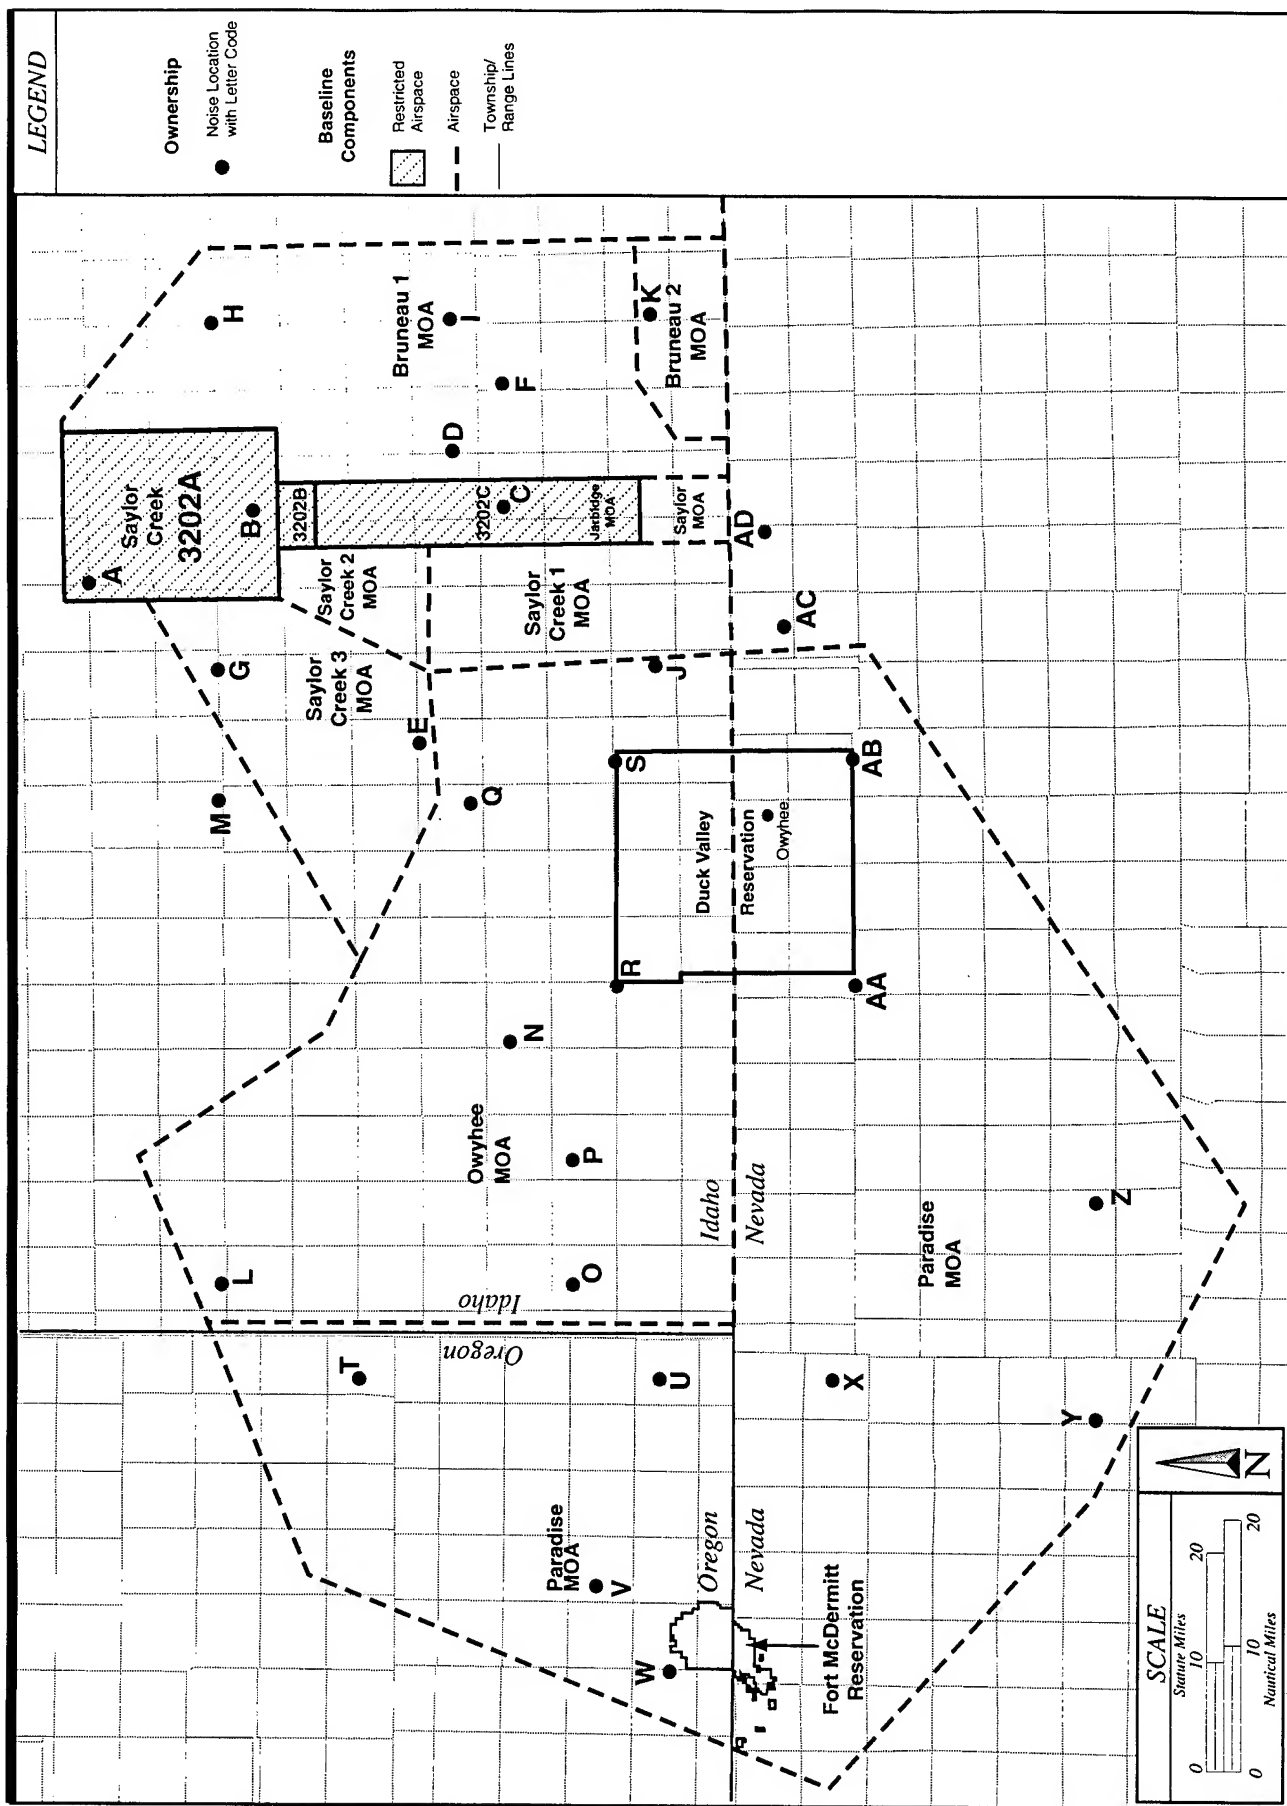 LEGEND
Ownership
Noise Location
with Letter Code
Baseline
Components
Restricted
Airspace
Airspace
Township/
Range Lines
Saylor
Creek
3202A
A
B
3202B
3202C
C
Jarbidge
MOA
Saylor
MOA
H
Bruneau 1
MOA
I
F
D
K
Bruneau 2
MOA
AD
AC
Saylor
Creek 2
MOA
Saylor
Creek 1
MOA
Saylor
Creek 3
MOA
G
E
J
M
Q
S
Duck Valley
Reservation
Owyhee
AB
R
AA
N
Owyhee
MOA
P
O
L
Idaho
Nevada
Idaho
Oregon
Paradise
MOA
Z
T
U
X
Y
Paradise
MOA
V
W
Oregon
Nevada
Fort McDermitt
Reservation
SCALE
Statute Miles
0 10 20
0 10 20
Nautical Miles
N